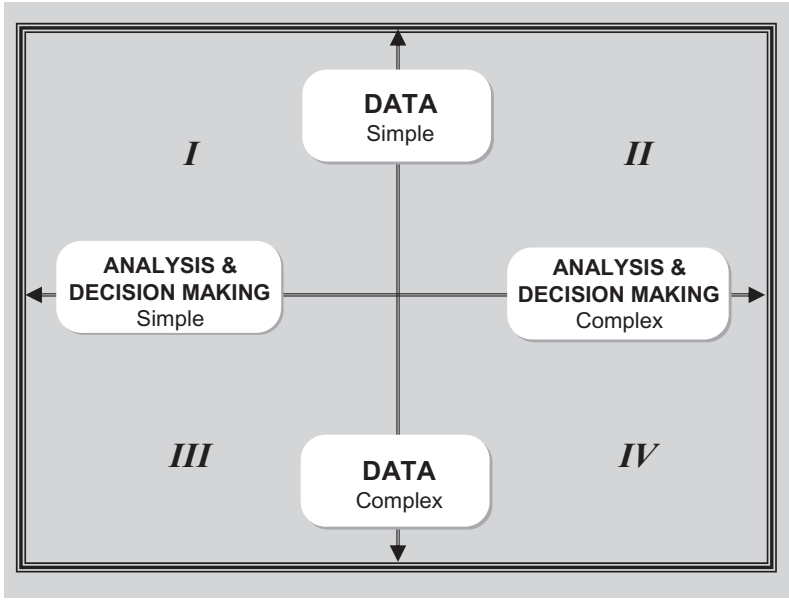 DATA
Simple
I
II
ANALYSIS &
DECISION MAKING
Simple
ANALYSIS &
DECISION MAKING
Complex
III
IV
DATA
Complex